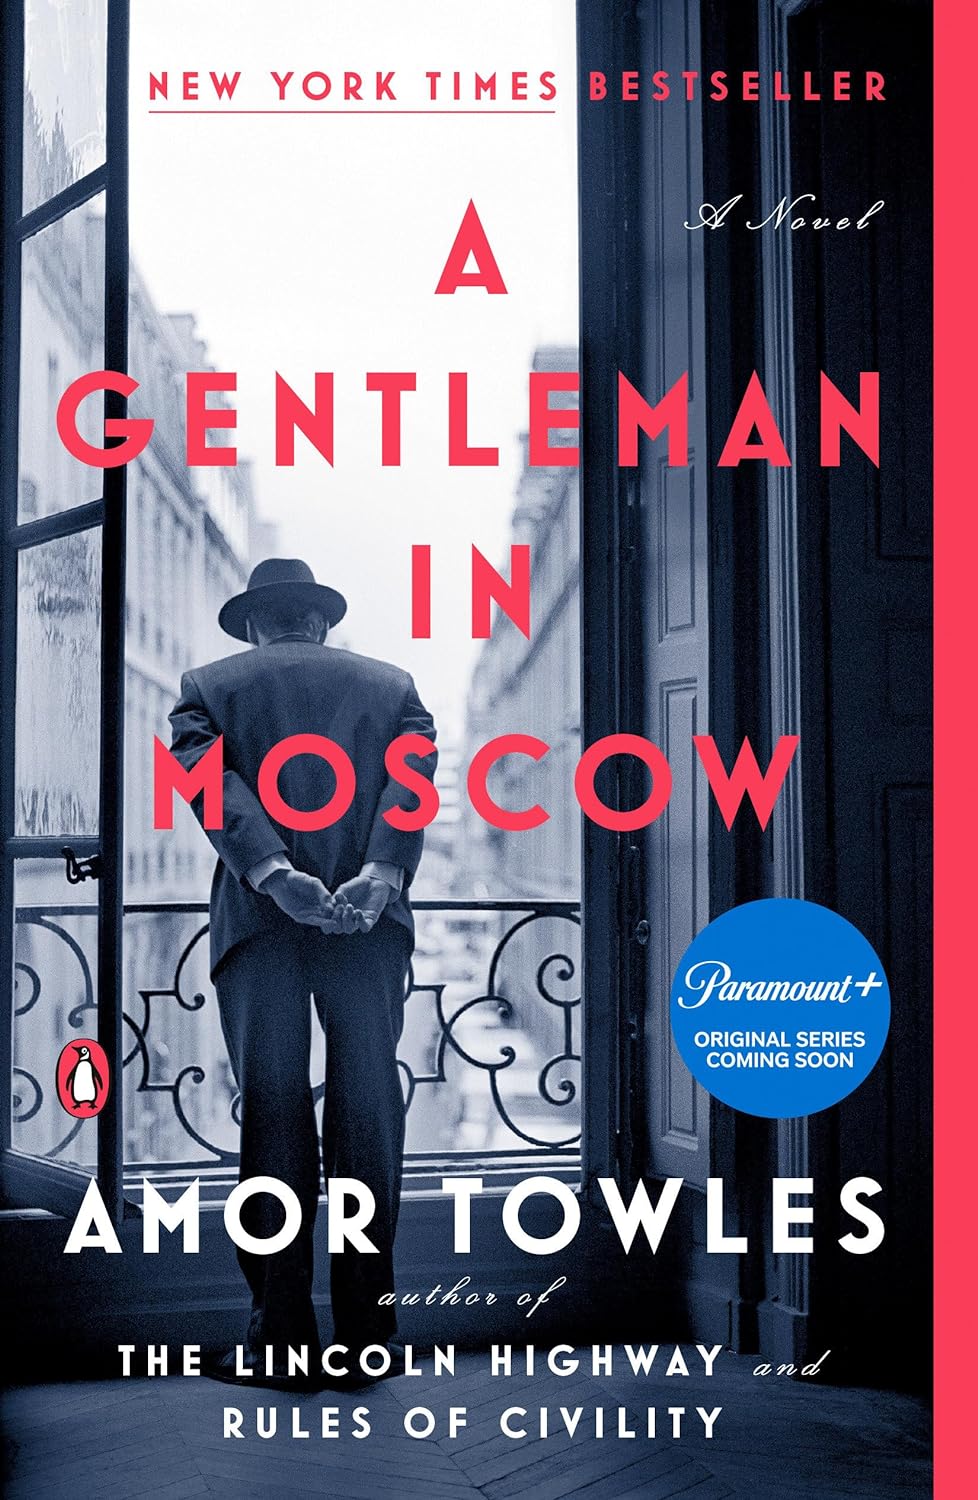 NEW YORK TIMES BESTSELLER
A Novel
A
GENTLEMAN
IN
MOSCOW
Paramount+
ORIGINAL SERIES
COMING SOON
AMOR TOWLES
author of
THE LINCOLN HIGHWAY and
RULES OF CIVILITY